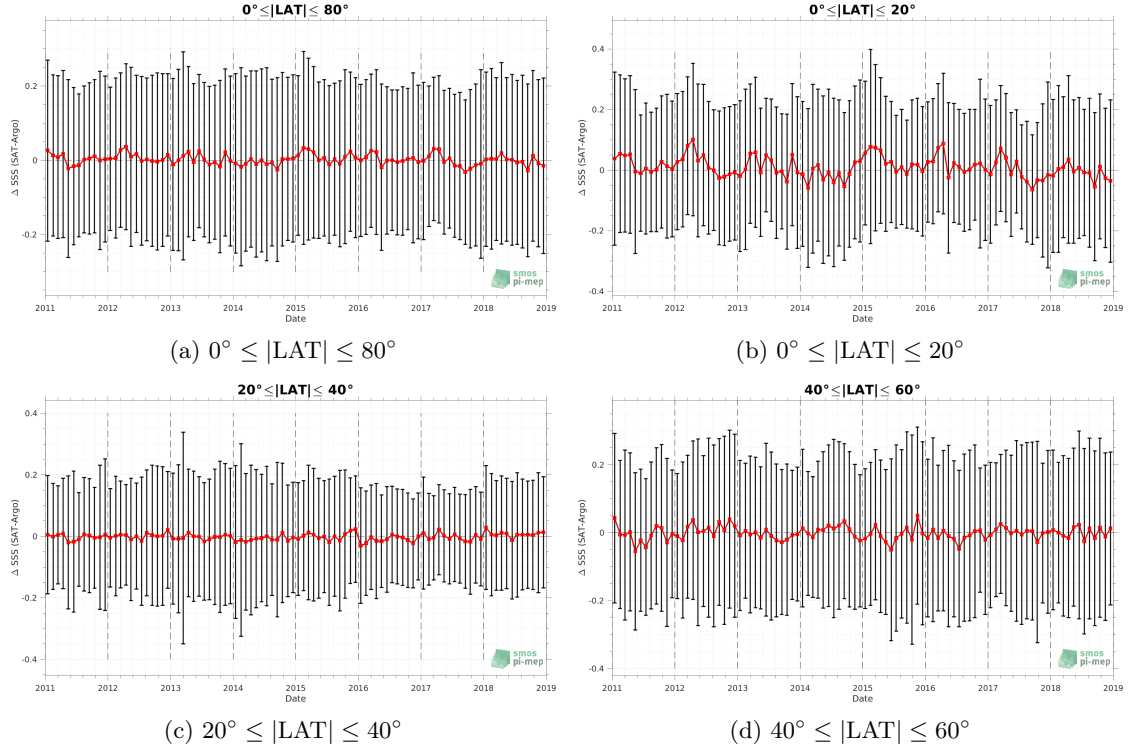 0°≤|LAT|≤ 80°
Δ SSS (SAT-Argo)
0.2
0
-0.2
2011 2012 2013 2014 2015 2016 2017 2018 2019
Date
smos
pi-mep
(a) 0° ≤ |LAT| ≤ 80°
0°≤|LAT|≤ 20°
Δ SSS (SAT-Argo)
0.4
0.2
0
-0.2
-0.4
2011 2012 2013 2014 2015 2016 2017 2018 2019
Date
smos
pi-mep
(b) 0° ≤ |LAT| ≤ 20°
20°≤|LAT|≤ 40°
Δ SSS (SAT-Argo)
0.4
0.2
0
-0.2
-0.4
2011 2012 2013 2014 2015 2016 2017 2018 2019
Date
smos
pi-mep
(c) 20° ≤ |LAT| ≤ 40°
40°≤|LAT|≤ 60°
Δ SSS (SAT-Argo)
0.2
0
-0.2
-0.4
2011 2012 2013 2014 2015 2016 2017 2018 2019
Date
smos
pi-mep
(d) 40° ≤ |LAT| ≤ 60°